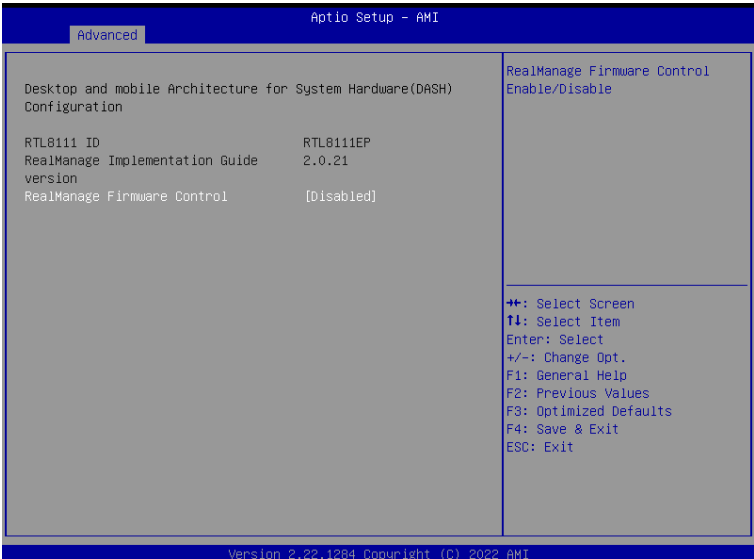 Aptio Setup – AMI
Advanced
Desktop and mobile Architecture for System Hardware(DASH)
Configuration
RTL8111 ID RTL8111EP
RealManage Implementation Guide 2.0.21
version
RealManage Firmware Control [Disabled]
RealManage Firmware Control
Enable/Disable
→←: Select Screen
↑↓: Select Item
Enter: Select
+/-: Change Opt.
F1: General Help
F2: Previous Values
F3: Optimized Defaults
F4: Save & Exit
ESC: Exit
Version 2.22.1284 Copyright (C) 2022 AMI